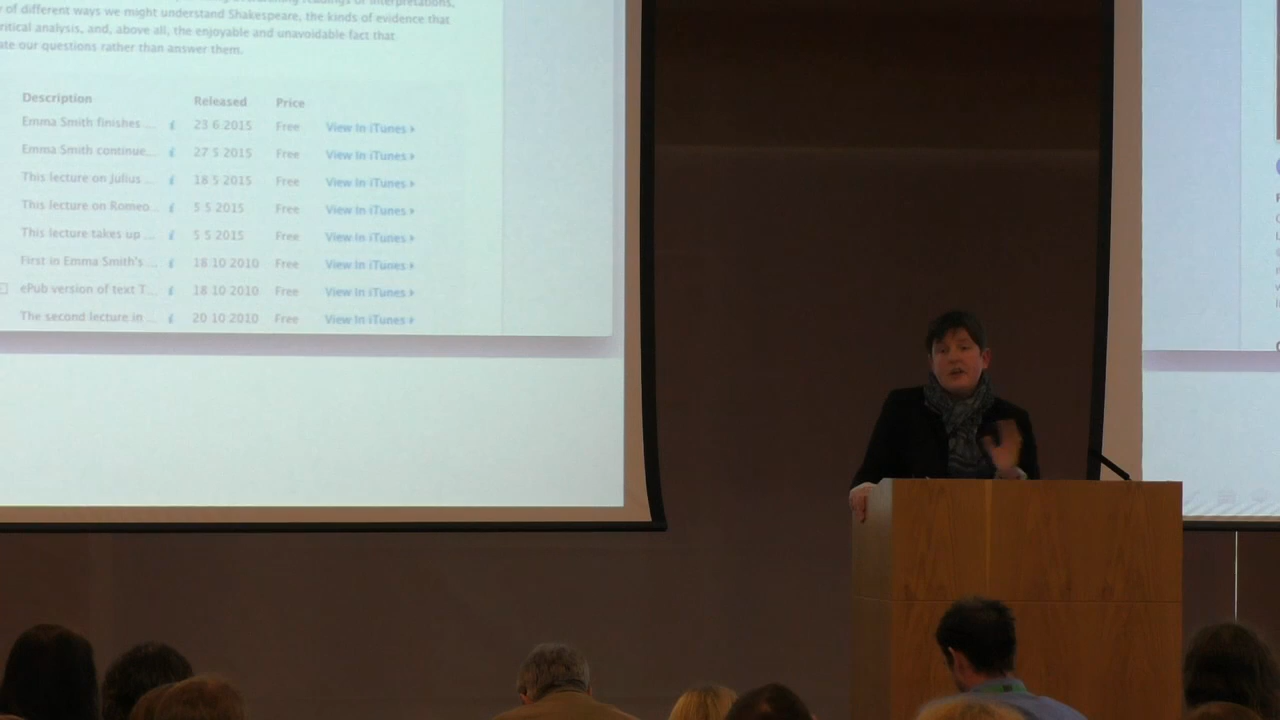 of different ways we might understand Shakespeare, the kinds of evidence that
critical analysis, and, above all, the enjoyable and unavoidable fact that
our questions rather than answer them.
Description Released Price
Emma Smith finishes ... 23 6 2015 Free View In iTunes
Emma Smith continue... 27 5 2015 Free View In iTunes
This lecture on Julius ... 18 5 2015 Free View In iTunes
This lecture on Romeo... 5 5 2015 Free View In iTunes
This lecture takes up ... 5 5 2015 Free View In iTunes
First in Emma Smith's ... 18 10 2010 Free View In iTunes
ePub version of text T... 18 10 2010 Free View In iTunes
The second lecture in ... 20 10 2010 Free View In iTunes